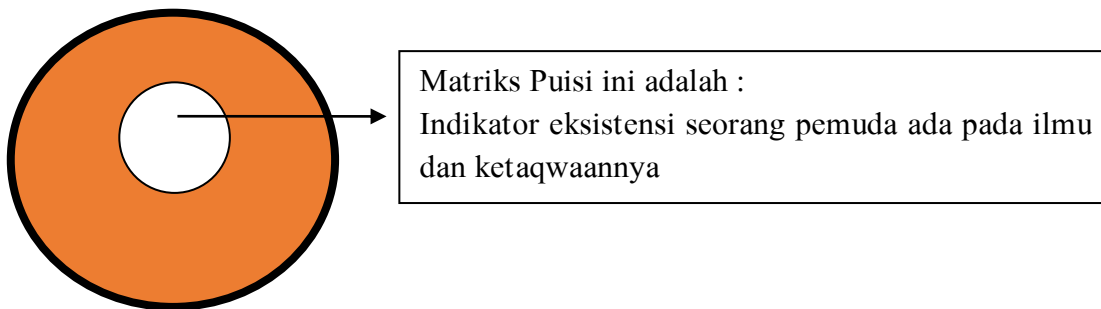 Matriks Puisi ini adalah :
Indikator eksistensi seorang pemuda ada pada ilmu
dan ketaqwaannya